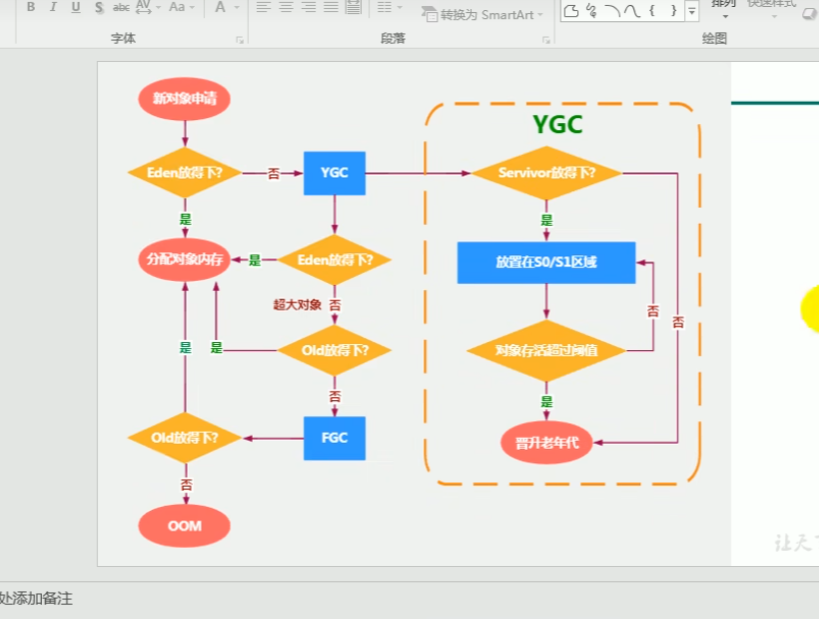 B I U S abc AV Aa A
转换为 SmartArt
排列 快速样式
字体
段落
绘图
新对象申请
YGC
Eden放得下?
否
YGC
Servivor放得下?
是
是
分配对象内存
是
Eden放得下?
放置在S0/S1区域
超大对象
否
否
否
是
是
Old放得下?
对象存活超过阈值
否
是
Old放得下?
FGC
晋升老年代
否
OOM
让天下
处添加备注